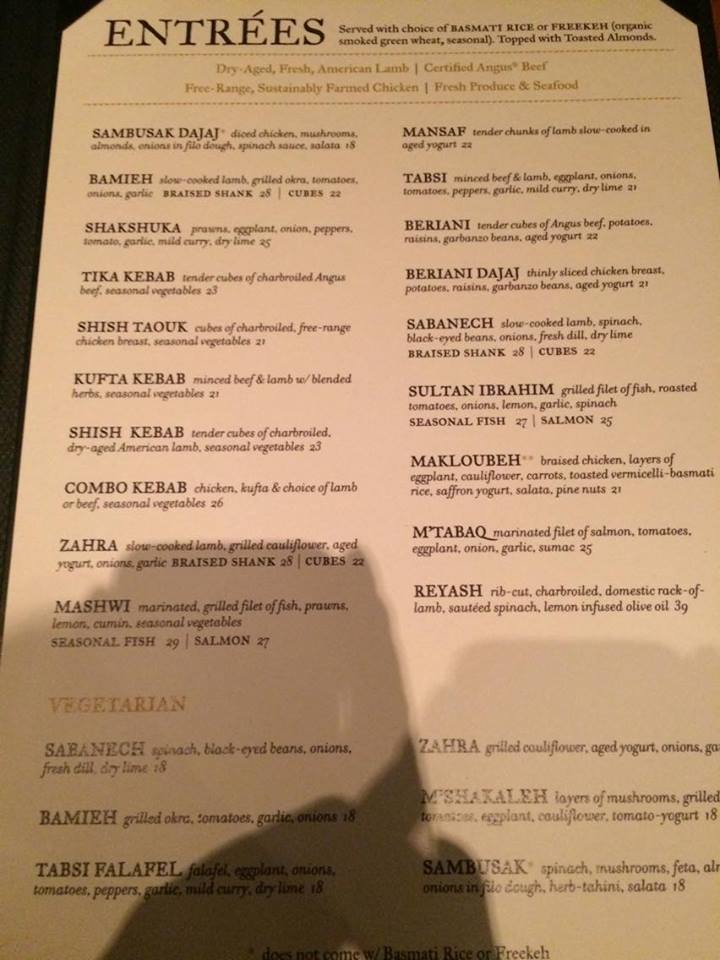 ENTRÉES Served with choice of BASMATI RICE or FREEKEH (organic
smoked green wheat, seasonal). Topped with Toasted Almonds.
Dry-Aged, Fresh, American Lamb | Certified Angus® Beef
Free-Range, Sustainably Farmed Chicken | Fresh Produce & Seafood
SAMBUSAK DAJAJ* diced chicken, mushrooms,
almonds, onions in filo dough, spinach sauce, salata 18
BAMIEH slow-cooked lamb, grilled okra, tomatoes,
onions, garlic BRAISED SHANK 28 | CUBES 22
SHAKSHUKA prawns, eggplant, onion, peppers,
tomato, garlic, mild curry, dry lime 25
TIKA KEBAB tender cubes of charbroiled Angus
beef, seasonal vegetables 23
SHISH TAOUK cubes of charbroiled, free-range
chicken breast, seasonal vegetables 21
KUFTA KEBAB minced beef & lamb w/ blended
herbs, seasonal vegetables 21
SHISH KEBAB tender cubes of charbroiled,
dry-aged American lamb, seasonal vegetables 23
COMBO KEBAB chicken, kufta & choice of lamb
or beef, seasonal vegetables 26
ZAHRA slow-cooked lamb, grilled cauliflower, aged
yogurt, onions, garlic BRAISED SHANK 28 | CUBES 22
MASHWI marinated, grilled filet of fish, prawns,
lemon, cumin, seasonal vegetables
SEASONAL FISH 29 | SALMON 27
MANSAF tender chunks of lamb slow-cooked in
aged yogurt 22
TABSI minced beef & lamb, eggplant, onions,
tomatoes, peppers, garlic, mild curry, dry lime 21
BERIANI tender cubes of Angus beef, potatoes,
raisins, garbanzo beans, aged yogurt 22
BERIANI DAJAJ thinly sliced chicken breast,
potatoes, raisins, garbanzo beans, aged yogurt 21
SABANECH slow-cooked lamb, spinach,
black-eyed beans, onions, fresh dill, dry lime
BRAISED SHANK 28 | CUBES 22
SULTAN IBRAHIM grilled filet of fish, roasted
tomatoes, onions, lemon, garlic, spinach
SEASONAL FISH 27 | SALMON 25
MAKLOUBEH** braised chicken, layers of
eggplant, cauliflower, carrots, toasted vermicelli-basmati
rice, saffron yogurt, salata, pine nuts 21
M'TABAQ marinated filet of salmon, tomatoes,
eggplant, onion, garlic, sumac 25
REYASH rib-cut, charbroiled, domestic rack-of-
lamb, sautéed spinach, lemon infused olive oil 39
VEGETARIAN
SABANECH spinach, black-eyed beans, onions,
fresh dill, dry lime 18
BAMIEH grilled okra, tomatoes, garlic, onions 18
TABSI FALAFEL falafel, eggplant, onions,
tomatoes, peppers, garlic, mild curry, dry lime 18
ZAHRA grilled cauliflower, aged yogurt, onions, ga
M'SHAKALEH layers of mushrooms, grilled
tomatoes, eggplant, cauliflower, tomato-yogurt 18
SAMBUSAK* spinach, mushrooms, feta, alm
onions in filo dough, herb-tahini, salata 18
* does not come w/ Basmati Rice or Freekeh